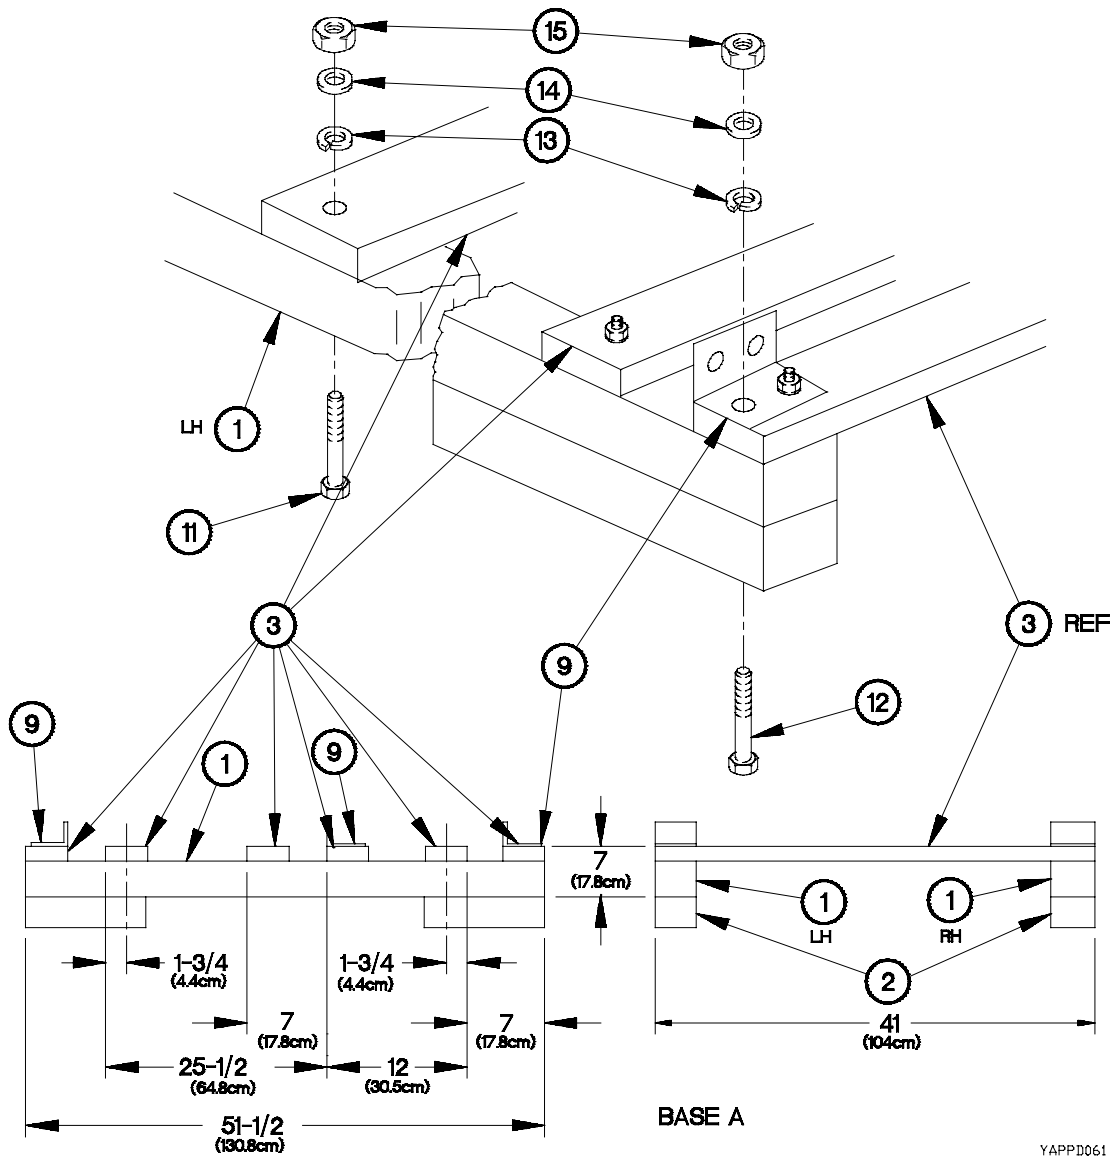 15
14
13
LH 1
11
3
3 REF
9
12
9
9
1
7
(17.8cm)
1
LH
1
RH
2
1-3/4
(4.4cm)
1-3/4
(4.4cm)
7
(17.8cm)
7
(17.8cm)
41
(104cm)
25-1/2
(64.8cm)
12
(30.5cm)
51-1/2
(130.8cm)
BASE A
YAPPD061